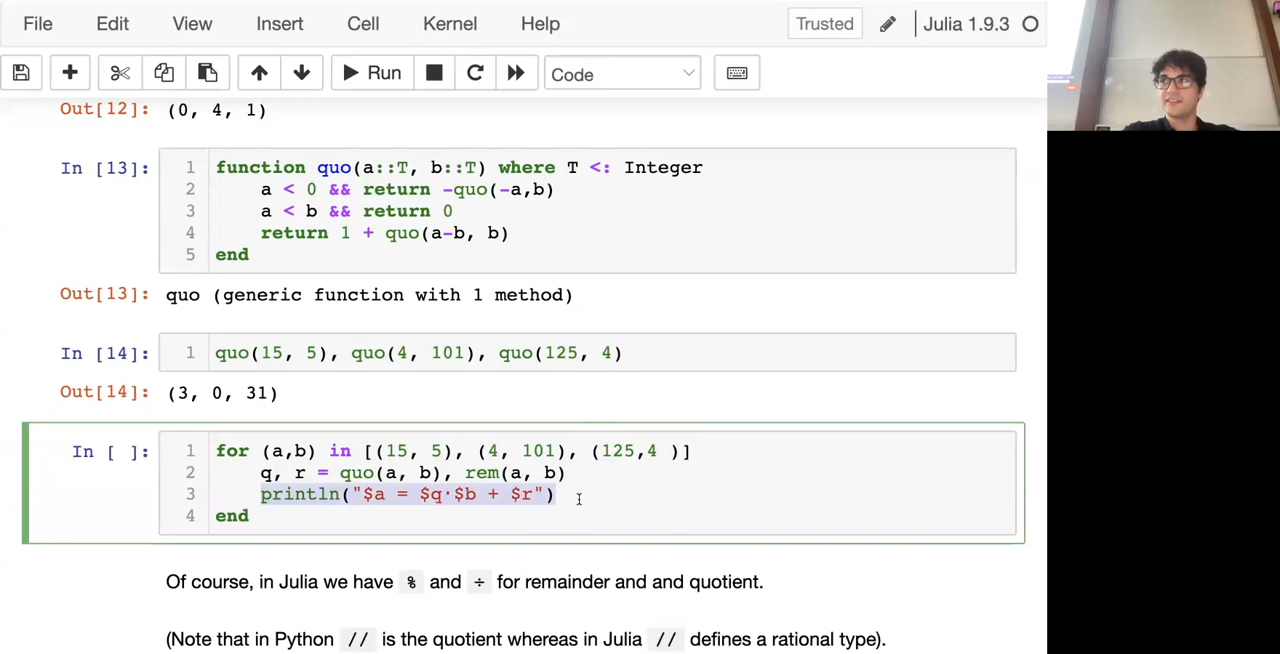 File Edit View Insert Cell Kernel Help Trusted Julia 1.9.3
Run Code
Out[12]: (0, 4, 1)
In [13]: 1 function quo(a::T, b::T) where T <: Integer
2 a < 0 && return -quo(-a,b)
3 a < b && return 0
4 return 1 + quo(a-b, b)
5 end
Out[13]: quo (generic function with 1 method)
In [14]: 1 quo(15, 5), quo(4, 101), quo(125, 4)
Out[14]: (3, 0, 31)
In [ ]: 1 for (a,b) in [(15, 5), (4, 101), (125,4 )]
2 q, r = quo(a, b), rem(a, b)
3 println("$a = $q·$b + $r")
4 end
Of course, in Julia we have % and ÷ for remainder and and quotient.
(Note that in Python // is the quotient whereas in Julia // defines a rational type).